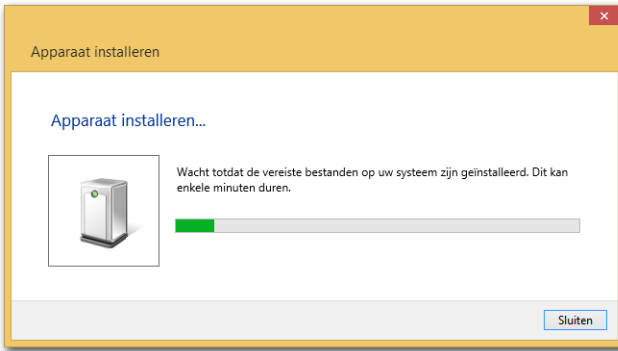 Apparaat installeren
Apparaat installeren...
Wacht totdat de vereiste bestanden op uw systeem zijn geïnstalleerd. Dit kan
enkele minuten duren.
Sluiten